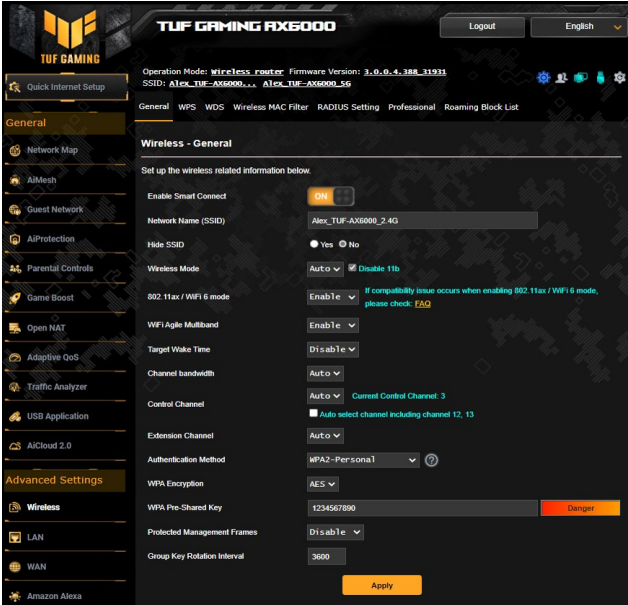 TUF GAMING
TUF GAMING AX6000
Logout
English
Quick Internet Setup
Operation Mode: Wireless router Firmware Version: 3.0.0.4.388_31931
SSID: Alex_TUF-AX6000... Alex_TUF-AX6000_5G
General WPS WDS Wireless MAC Filter RADIUS Setting Professional Roaming Block List
General
Network Map
AiMesh
Guest Network
AiProtection
Parental Controls
Game Boost
Open NAT
Adaptive QoS
Traffic Analyzer
USB Application
AiCloud 2.0
Advanced Settings
Wireless
LAN
WAN
Amazon Alexa
Wireless - General
Set up the wireless related information below.
Enable Smart Connect ON
Network Name (SSID) Alex_TUF-AX6000_2.4G
Hide SSID Yes No
Wireless Mode Auto Disable 11b
802.11ax / WiFi 6 mode Enable If compatibility issue occurs when enabling 802.11ax / WiFi 6 mode,
please check: FAQ
WiFi Agile Multiband Enable
Target Wake Time Disable
Channel bandwidth Auto
Control Channel Auto Current Control Channel: 3
Auto select channel including channel 12, 13
Extension Channel Auto
Authentication Method WPA2-Personal ?
WPA Encryption AES
WPA Pre-Shared Key 1234567890 Danger
Protected Management Frames Disable
Group Key Rotation Interval 3600
Apply